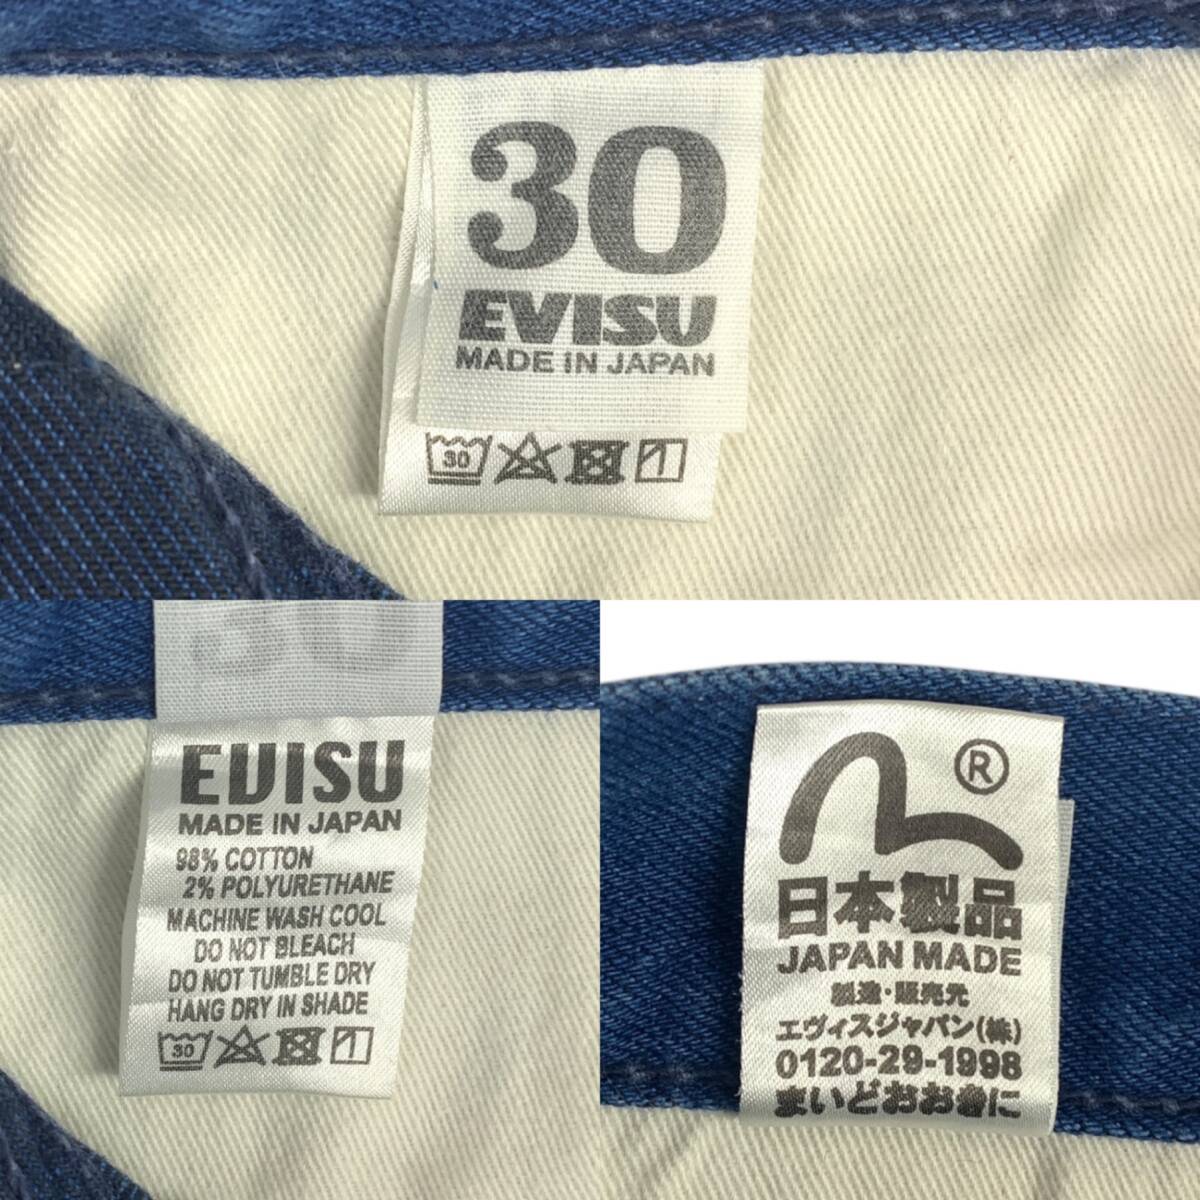 30
EVISU
MADE IN JAPAN
30 1
30
EVISU
MADE IN JAPAN
98% COTTON
2% POLYURETHANE
MACHINE WASH COOL
DO NOT BLEACH
DO NOT TUMBLE DRY
HANG DRY IN SHADE
30 1
®
日本製品
JAPAN MADE
製造・販売元
エヴィスジャパン(株)
0120-29-1998
まいどおおきに